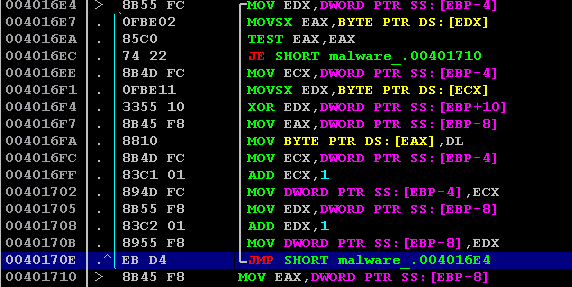 004016E4 > 8B55 FC MOV EDX,DWORD PTR SS:[EBP-4]
004016E7 . 0FBE02 MOVSX EAX,BYTE PTR DS:[EDX]
004016EA . 85C0 TEST EAX,EAX
004016EC . 74 22 JE SHORT malware_.00401710
004016EE . 8B4D FC MOV ECX,DWORD PTR SS:[EBP-4]
004016F1 . 0FBE11 MOVSX EDX,BYTE PTR DS:[ECX]
004016F4 . 3355 10 XOR EDX,DWORD PTR SS:[EBP+10]
004016F7 . 8B45 F8 MOV EAX,DWORD PTR SS:[EBP-8]
004016FA . 8810 MOV BYTE PTR DS:[EAX],DL
004016FC . 8B4D FC MOV ECX,DWORD PTR SS:[EBP-4]
004016FF . 83C1 01 ADD ECX,1
00401702 . 894D FC MOV DWORD PTR SS:[EBP-4],ECX
00401705 . 8B55 F8 MOV EDX,DWORD PTR SS:[EBP-8]
00401708 . 83C2 01 ADD EDX,1
0040170B . 8955 F8 MOV DWORD PTR SS:[EBP-8],EDX
0040170E .^ EB D4 JMP SHORT malware_.004016E4
00401710 > 8B45 F8 MOV EAX,DWORD PTR SS:[EBP-8]